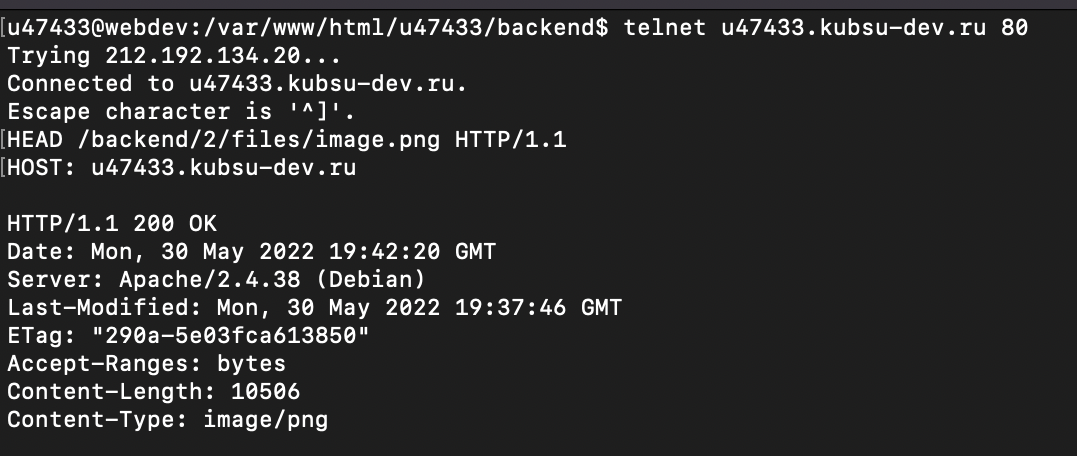 [u47433@webdev:/var/www/html/u47433/backend$ telnet u47433.kubsu-dev.ru 80
Trying 212.192.134.20...
Connected to u47433.kubsu-dev.ru.
Escape character is '^]'.
[HEAD /backend/2/files/image.png HTTP/1.1
[HOST: u47433.kubsu-dev.ru
HTTP/1.1 200 OK
Date: Mon, 30 May 2022 19:42:20 GMT
Server: Apache/2.4.38 (Debian)
Last-Modified: Mon, 30 May 2022 19:37:46 GMT
ETag: "290a-5e03fca613850"
Accept-Ranges: bytes
Content-Length: 10506
Content-Type: image/png